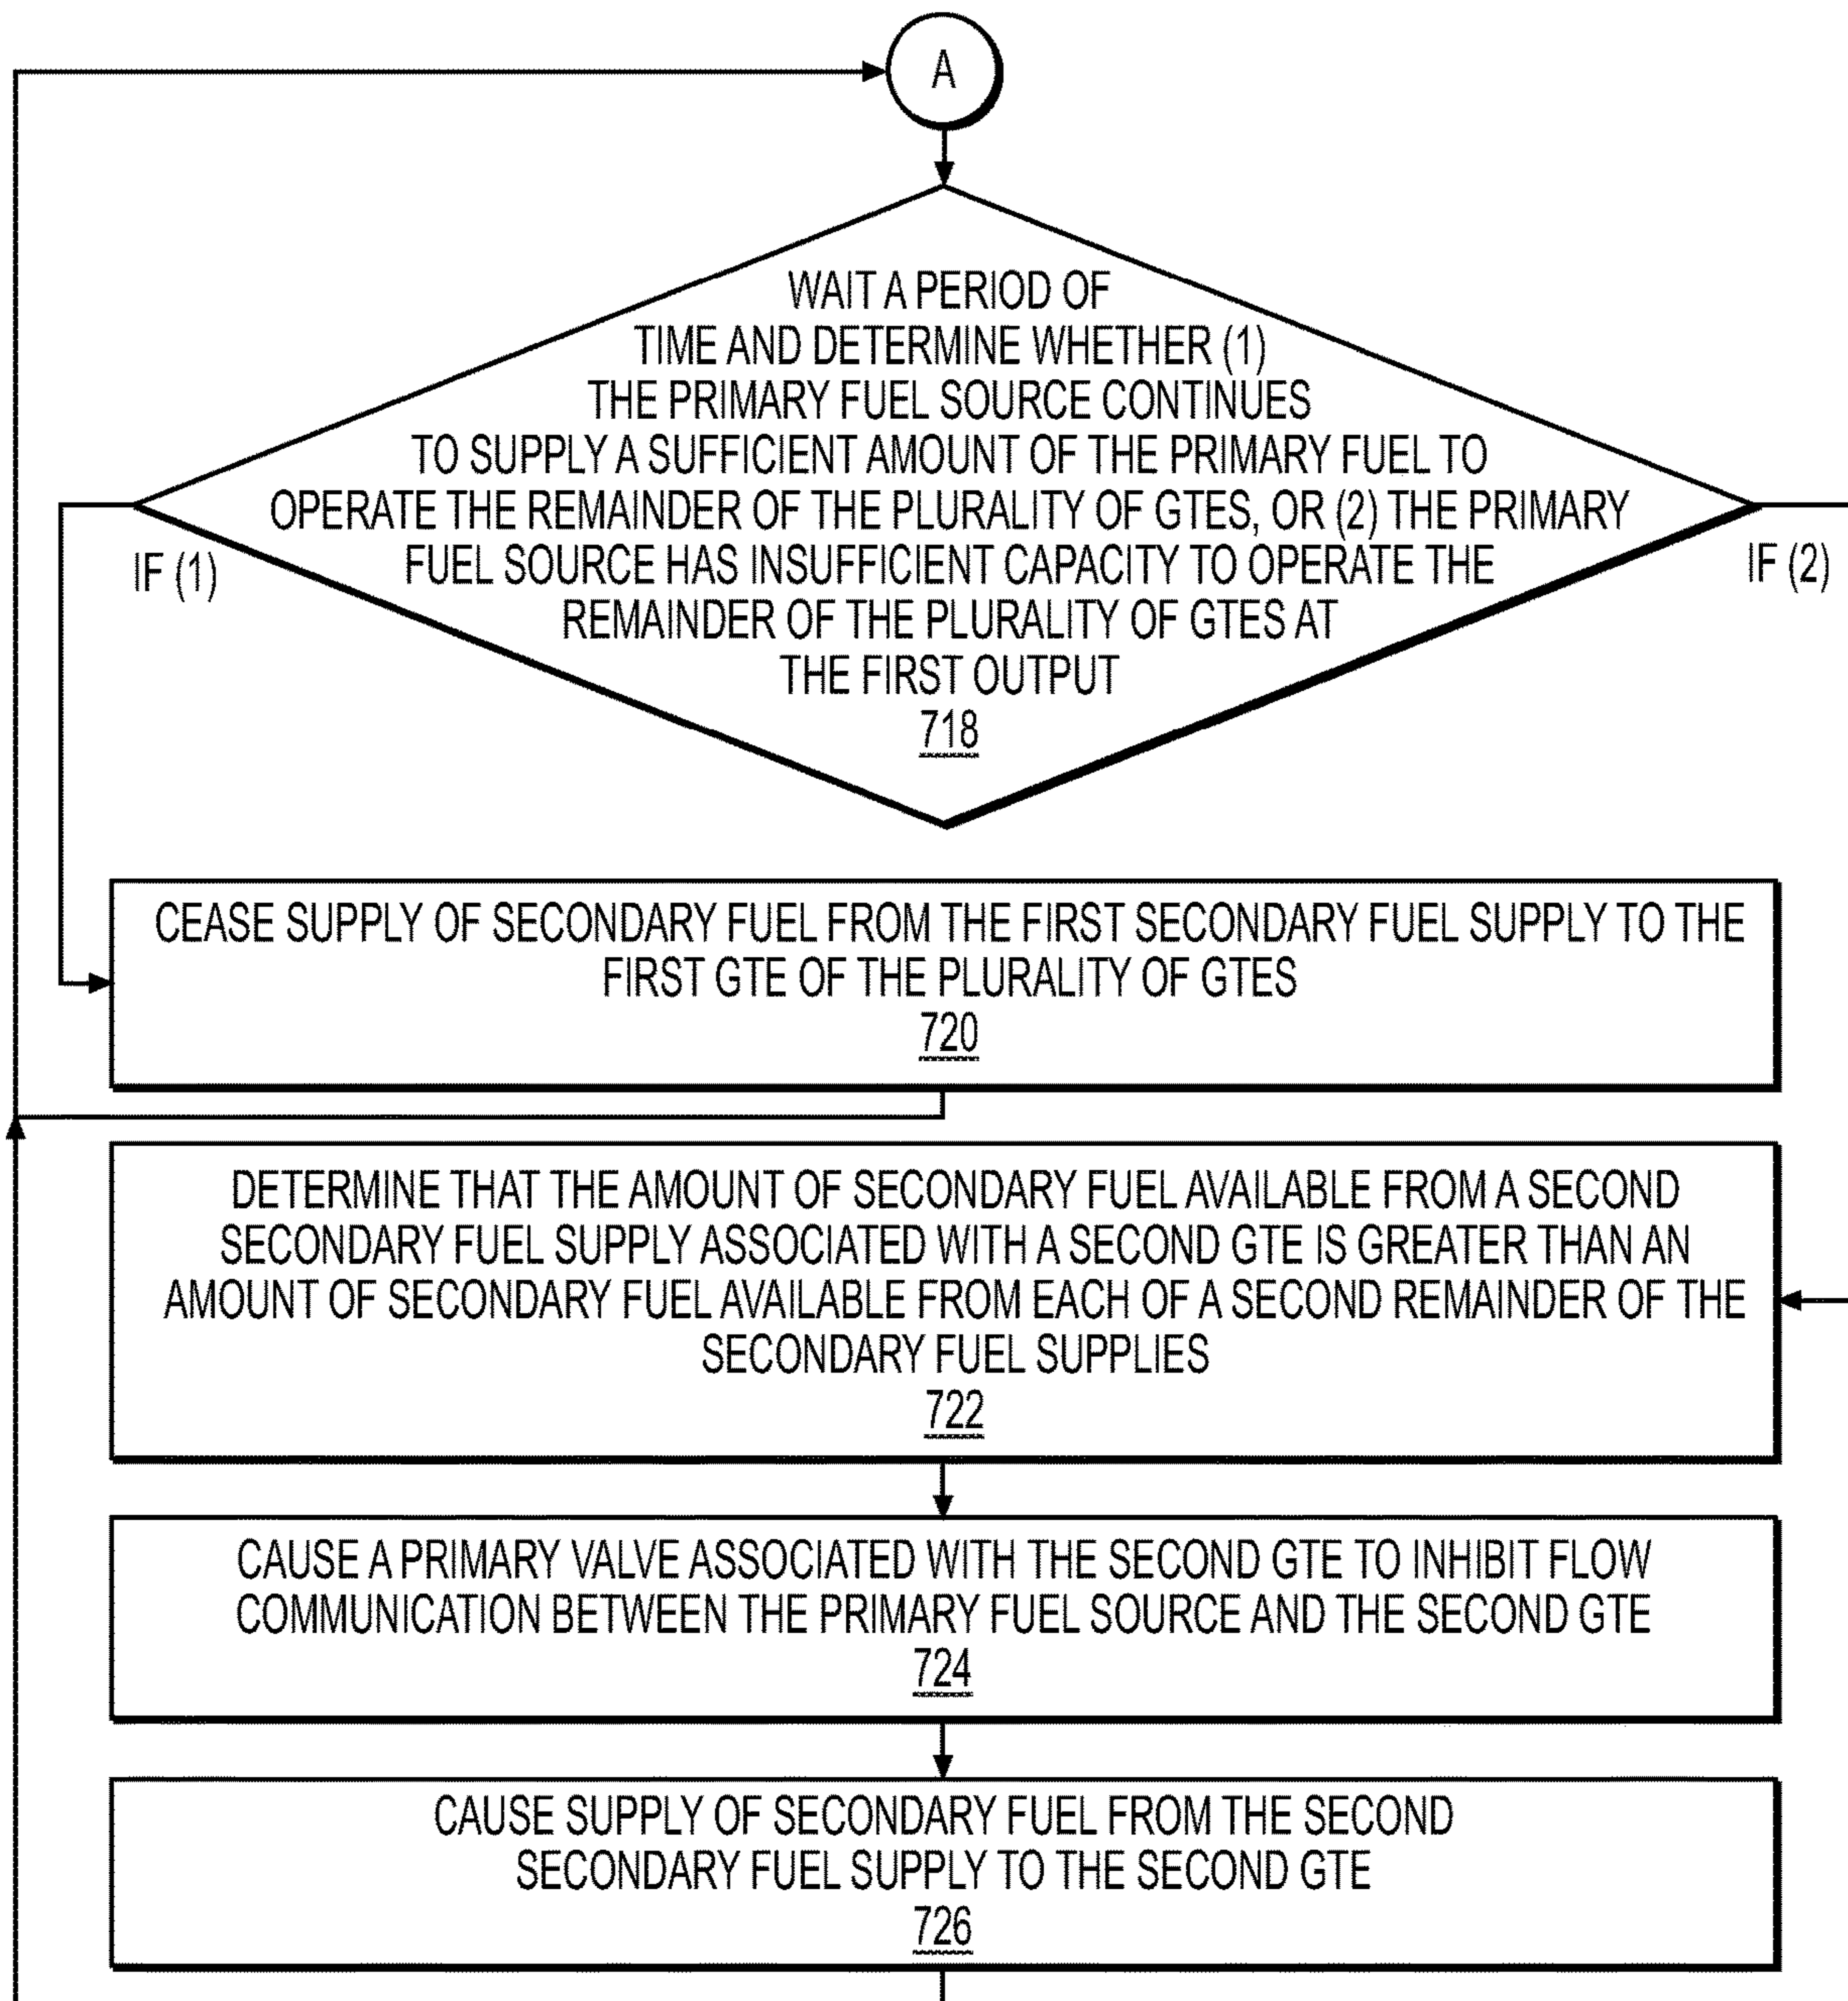 A
WAIT A PERIOD OF
TIME AND DETERMINE WHETHER (1)
THE PRIMARY FUEL SOURCE CONTINUES
TO SUPPLY A SUFFICIENT AMOUNT OF THE PRIMARY FUEL TO
OPERATE THE REMAINDER OF THE PLURALITY OF GTES, OR (2) THE PRIMARY
FUEL SOURCE HAS INSUFFICIENT CAPACITY TO OPERATE THE
REMAINDER OF THE PLURALITY OF GTES AT
THE FIRST OUTPUT
718
IF (1)
IF (2)
CEASE SUPPLY OF SECONDARY FUEL FROM THE FIRST SECONDARY FUEL SUPPLY TO THE
FIRST GTE OF THE PLURALITY OF GTES
720
DETERMINE THAT THE AMOUNT OF SECONDARY FUEL AVAILABLE FROM A SECOND
SECONDARY FUEL SUPPLY ASSOCIATED WITH A SECOND GTE IS GREATER THAN AN
AMOUNT OF SECONDARY FUEL AVAILABLE FROM EACH OF A SECOND REMAINDER OF THE
SECONDARY FUEL SUPPLIES
722
CAUSE A PRIMARY VALVE ASSOCIATED WITH THE SECOND GTE TO INHIBIT FLOW
COMMUNICATION BETWEEN THE PRIMARY FUEL SOURCE AND THE SECOND GTE
724
CAUSE SUPPLY OF SECONDARY FUEL FROM THE SECOND
SECONDARY FUEL SUPPLY TO THE SECOND GTE
726